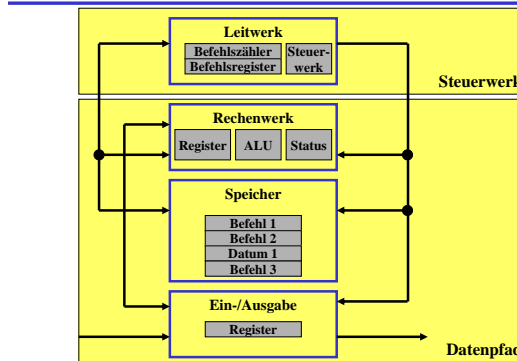 Leitwerk
Befehlszähler
Befehlsregister
Steuer-
werk
Steuerwerk
Rechenwerk
Register
ALU
Status
Speicher
Befehl 1
Befehl 2
Datum 1
Befehl 3
Ein-/Ausgabe
Register
Datenpfad